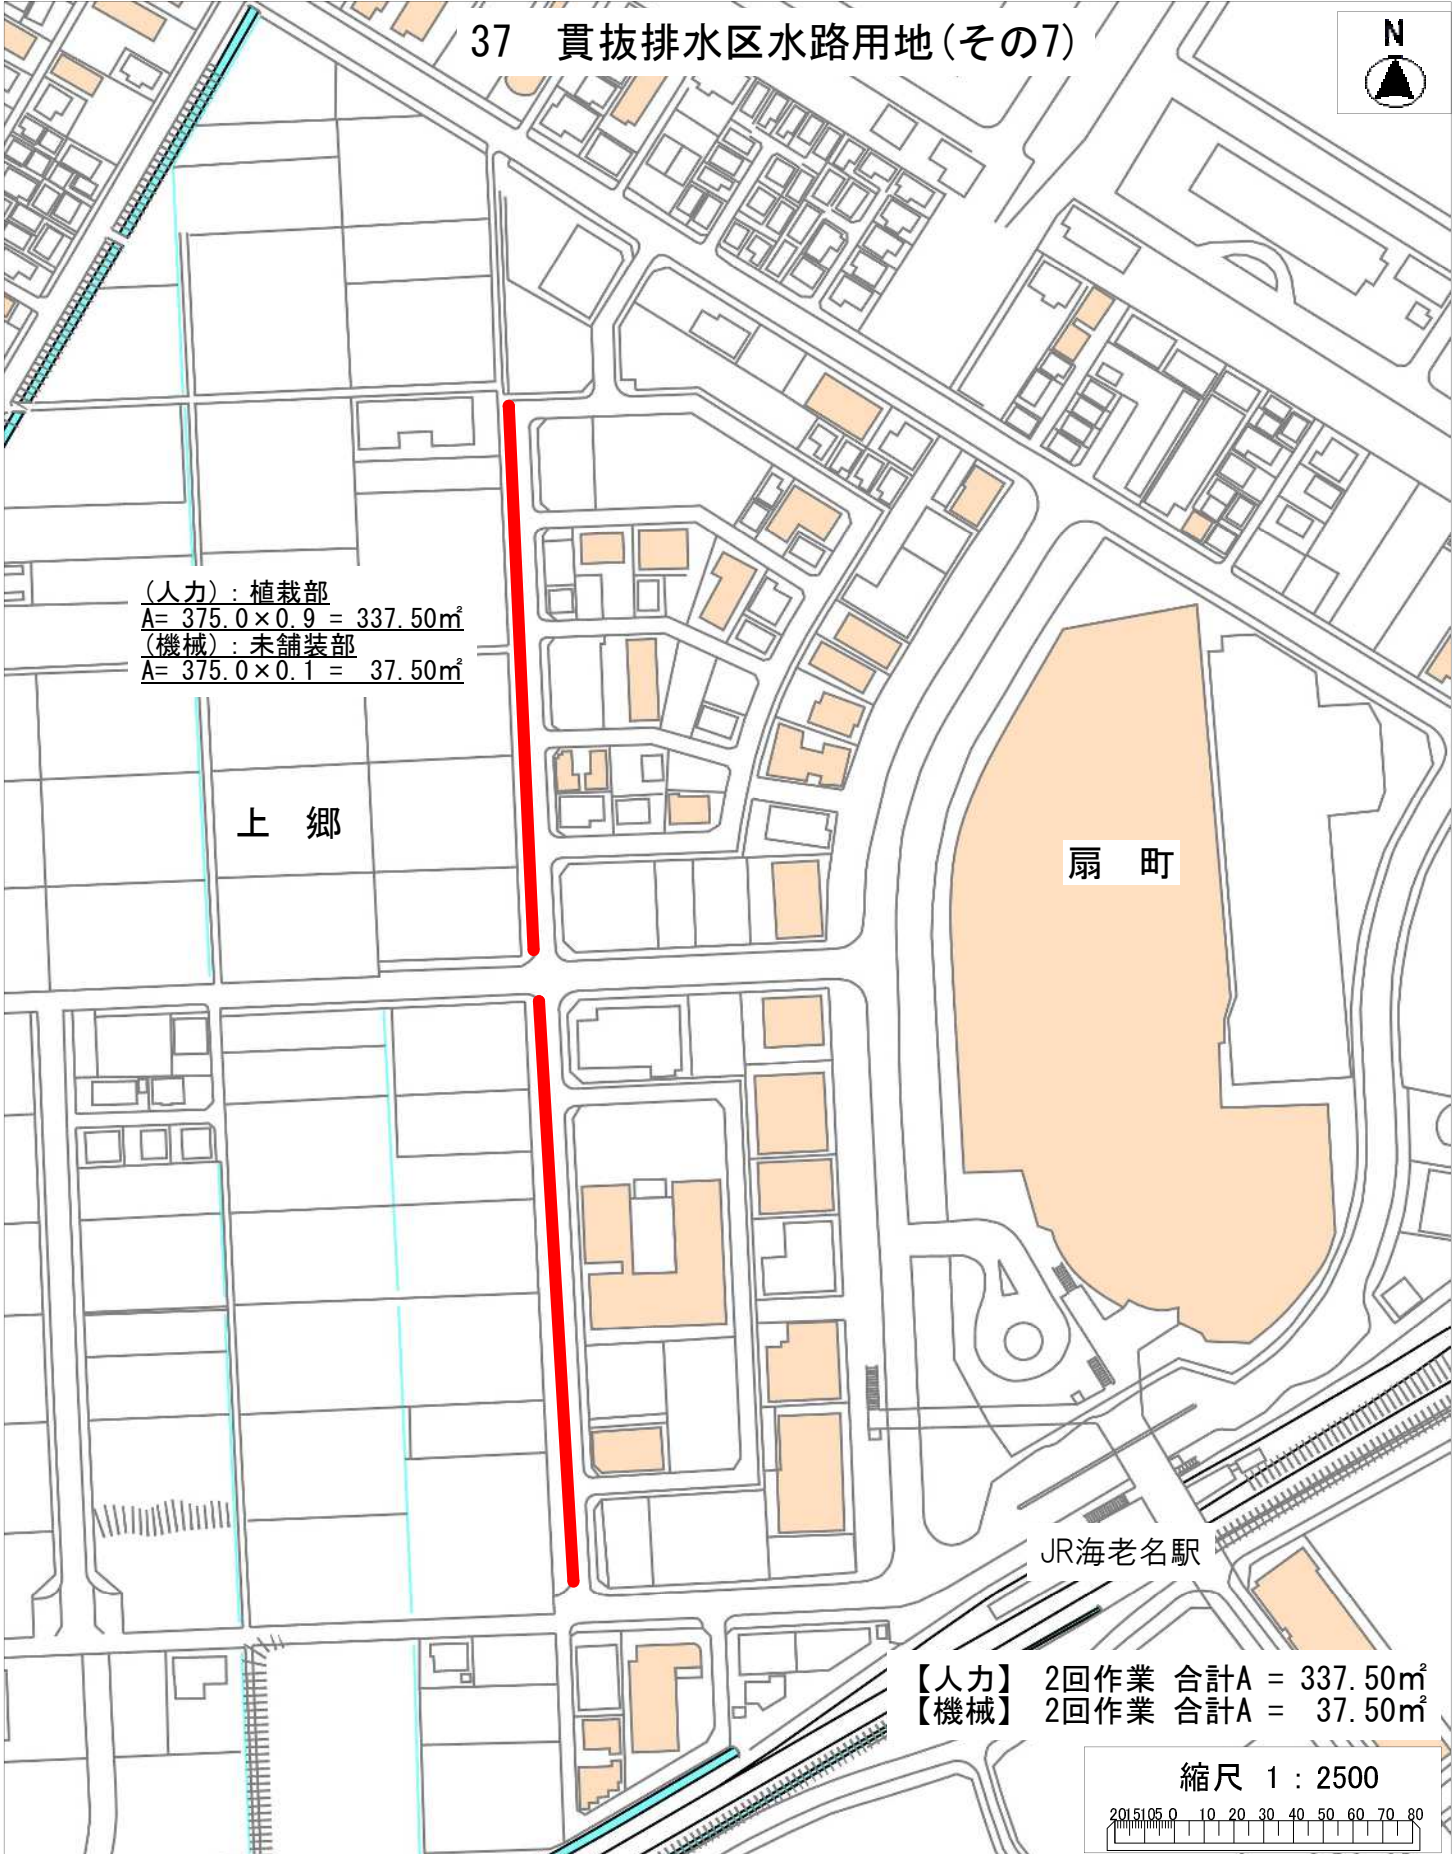 37　貫抜排水区水路用地(その7)
N
(人力)：植栽部
A= 375.0×0.9 = 337.50㎡
(機械)：未舗装部
A= 375.0×0.1 =　37.50㎡
上　郷
扇　町
JR海老名駅
【人力】 2回作業 合計A = 337.50㎡
【機械】 2回作業 合計A =　37.50㎡
縮尺 1：2500
20 15 10 5 0 10 20 30 40 50 60 70 80